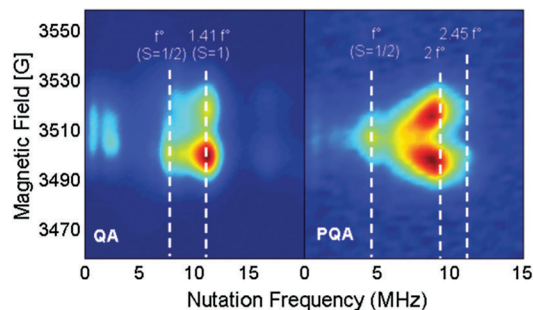 3550
3530
3510
3490
3470
Magnetic Field [G]
f° 1.41 f°
(S=1/2) (S=1)
QA
f°
(S=1/2)
2.45 f°
2 f°
PQA
0 5 10 0 5 10 15
Nutation Frequency (MHz)